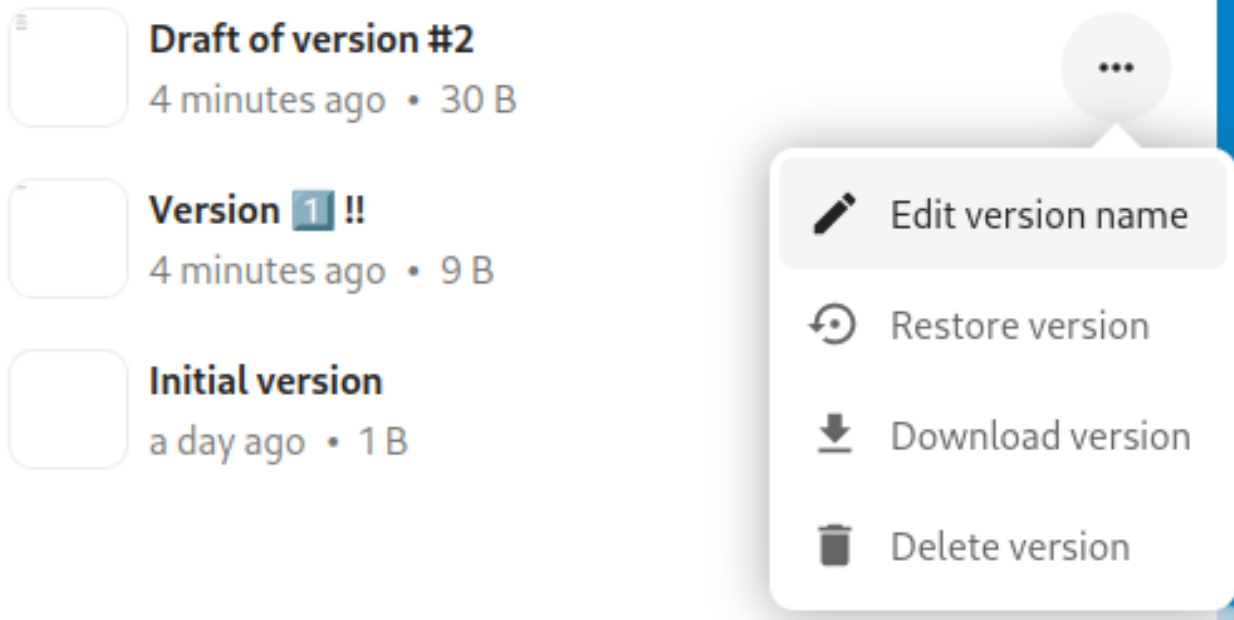 Draft of version #2
4 minutes ago • 30 B
Version 1️⃣ !!
4 minutes ago • 9 B
Initial version
a day ago • 1 B
Edit version name
Restore version
Download version
Delete version